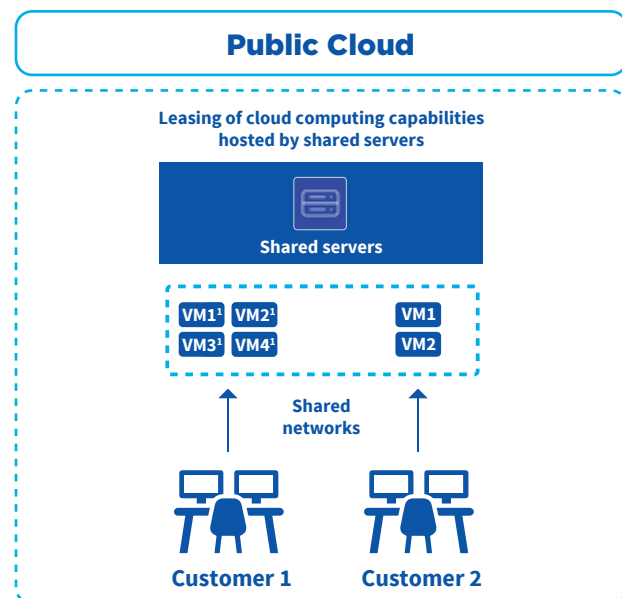 Public Cloud
Leasing of cloud computing capabilities
hosted by shared servers
Shared servers
VM1¹ VM2¹ VM1
VM3¹ VM4¹ VM2
Shared
networks
Customer 1 Customer 2